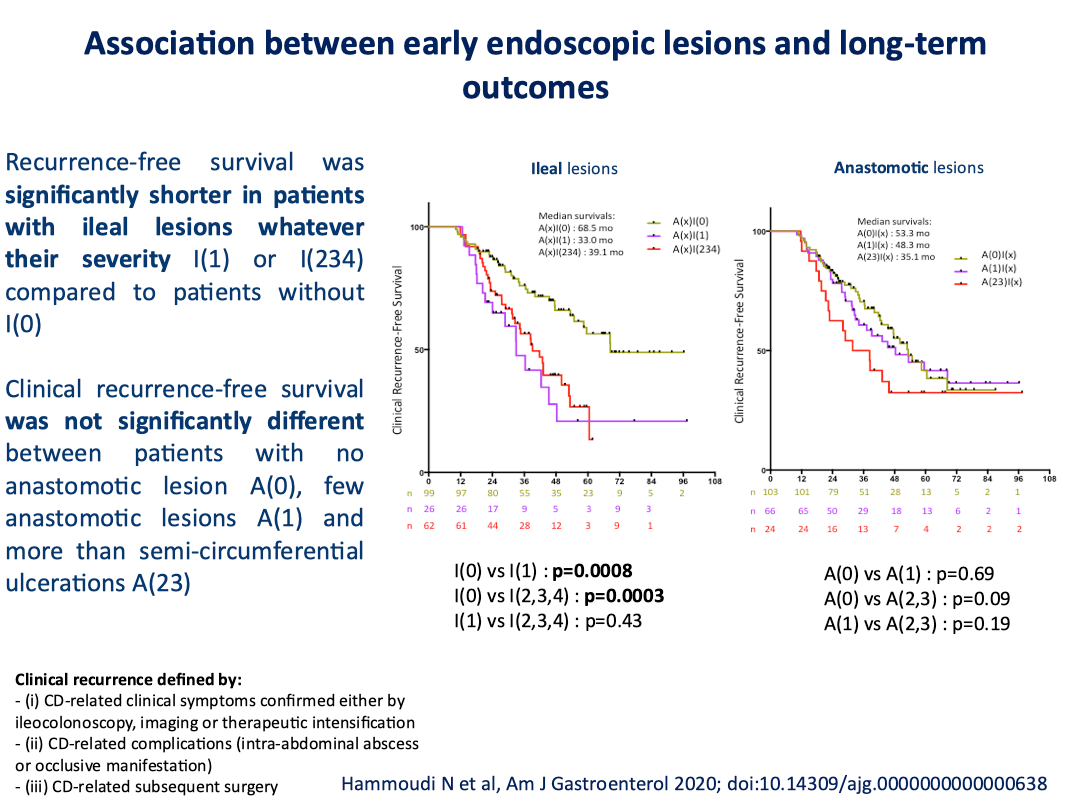 Association between early endoscopic lesions and long-term
outcomes
Recurrence-free survival was
significantly shorter in patients
with ileal lesions whatever
their severity I(1) or I(234)
compared to patients without
I(0)
Clinical recurrence-free survival
was not significantly different
between patients with no
anastomotic lesion A(0), few
anastomotic lesions A(1) and
more than semi-circumferential
ulcerations A(23)
Clinical recurrence defined by:
- (i) CD-related clinical symptoms confirmed either by
ileocolonoscopy, imaging or therapeutic intensification
- (ii) CD-related complications (intra-abdominal abscess
or occlusive manifestation)
- (iii) CD-related subsequent surgery
Ileal lesions
Median survivals:
A(x)I(0) : 68.5 mo
A(x)I(1) : 33.0 mo
A(x)I(234) : 39.1 mo
A(x)I(0)
A(x)I(1)
A(x)I(234)
Clinical Recurrence-Free Survival
100
50
0
0 12 24 36 48 60 72 84 96 108
n 99 97 80 55 35 23 9 5 2
n 26 26 17 9 5 3 9 3
n 62 61 44 28 12 3 9 1
I(0) vs I(1) : p=0.0008
I(0) vs I(2,3,4) : p=0.0003
I(1) vs I(2,3,4) : p=0.43
Anastomotic lesions
Median survivals:
A(0)I(x) : 53.3 mo
A(1)I(x) : 48.3 mo
A(23)I(x) : 35.1 mo
A(0)I(x)
A(1)I(x)
A(23)I(x)
Clinical Recurrence-Free Survival
100
50
0
0 12 24 36 48 60 72 84 96 108
n 103 101 79 51 28 13 5 2 1
n 66 65 50 29 18 13 6 2 1
n 24 24 16 13 7 4 2 2 2
A(0) vs A(1) : p=0.69
A(0) vs A(2,3) : p=0.09
A(1) vs A(2,3) : p=0.19
Hammoudi N et al, Am J Gastroenterol 2020; doi:10.14309/ajg.0000000000000638